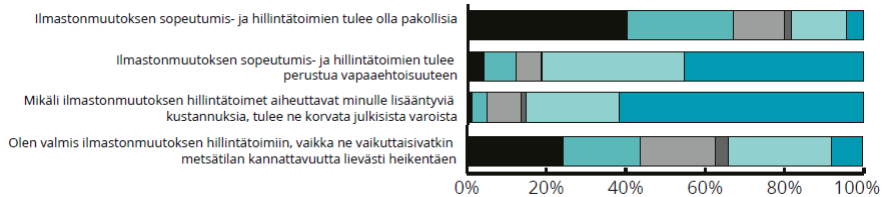 Ilmastonmuutoksen sopeutumis- ja hillintätoimien tulee olla pakollisia
Ilmastonmuutoksen sopeutumis- ja hillintätoimien tulee
perustua vapaaehtoisuuteen
Mikäli ilmastonmuutoksen hillintätoimet aiheuttavat minulle lisääntyviä
kustannuksia, tulee ne korvata julkisista varoista
Olen valmis ilmastonmuutoksen hillintätoimiin, vaikka ne vaikuttaisivatkin
metsätilan kannattavuutta lievästi heikentäen
0% 20% 40% 60% 80% 100%